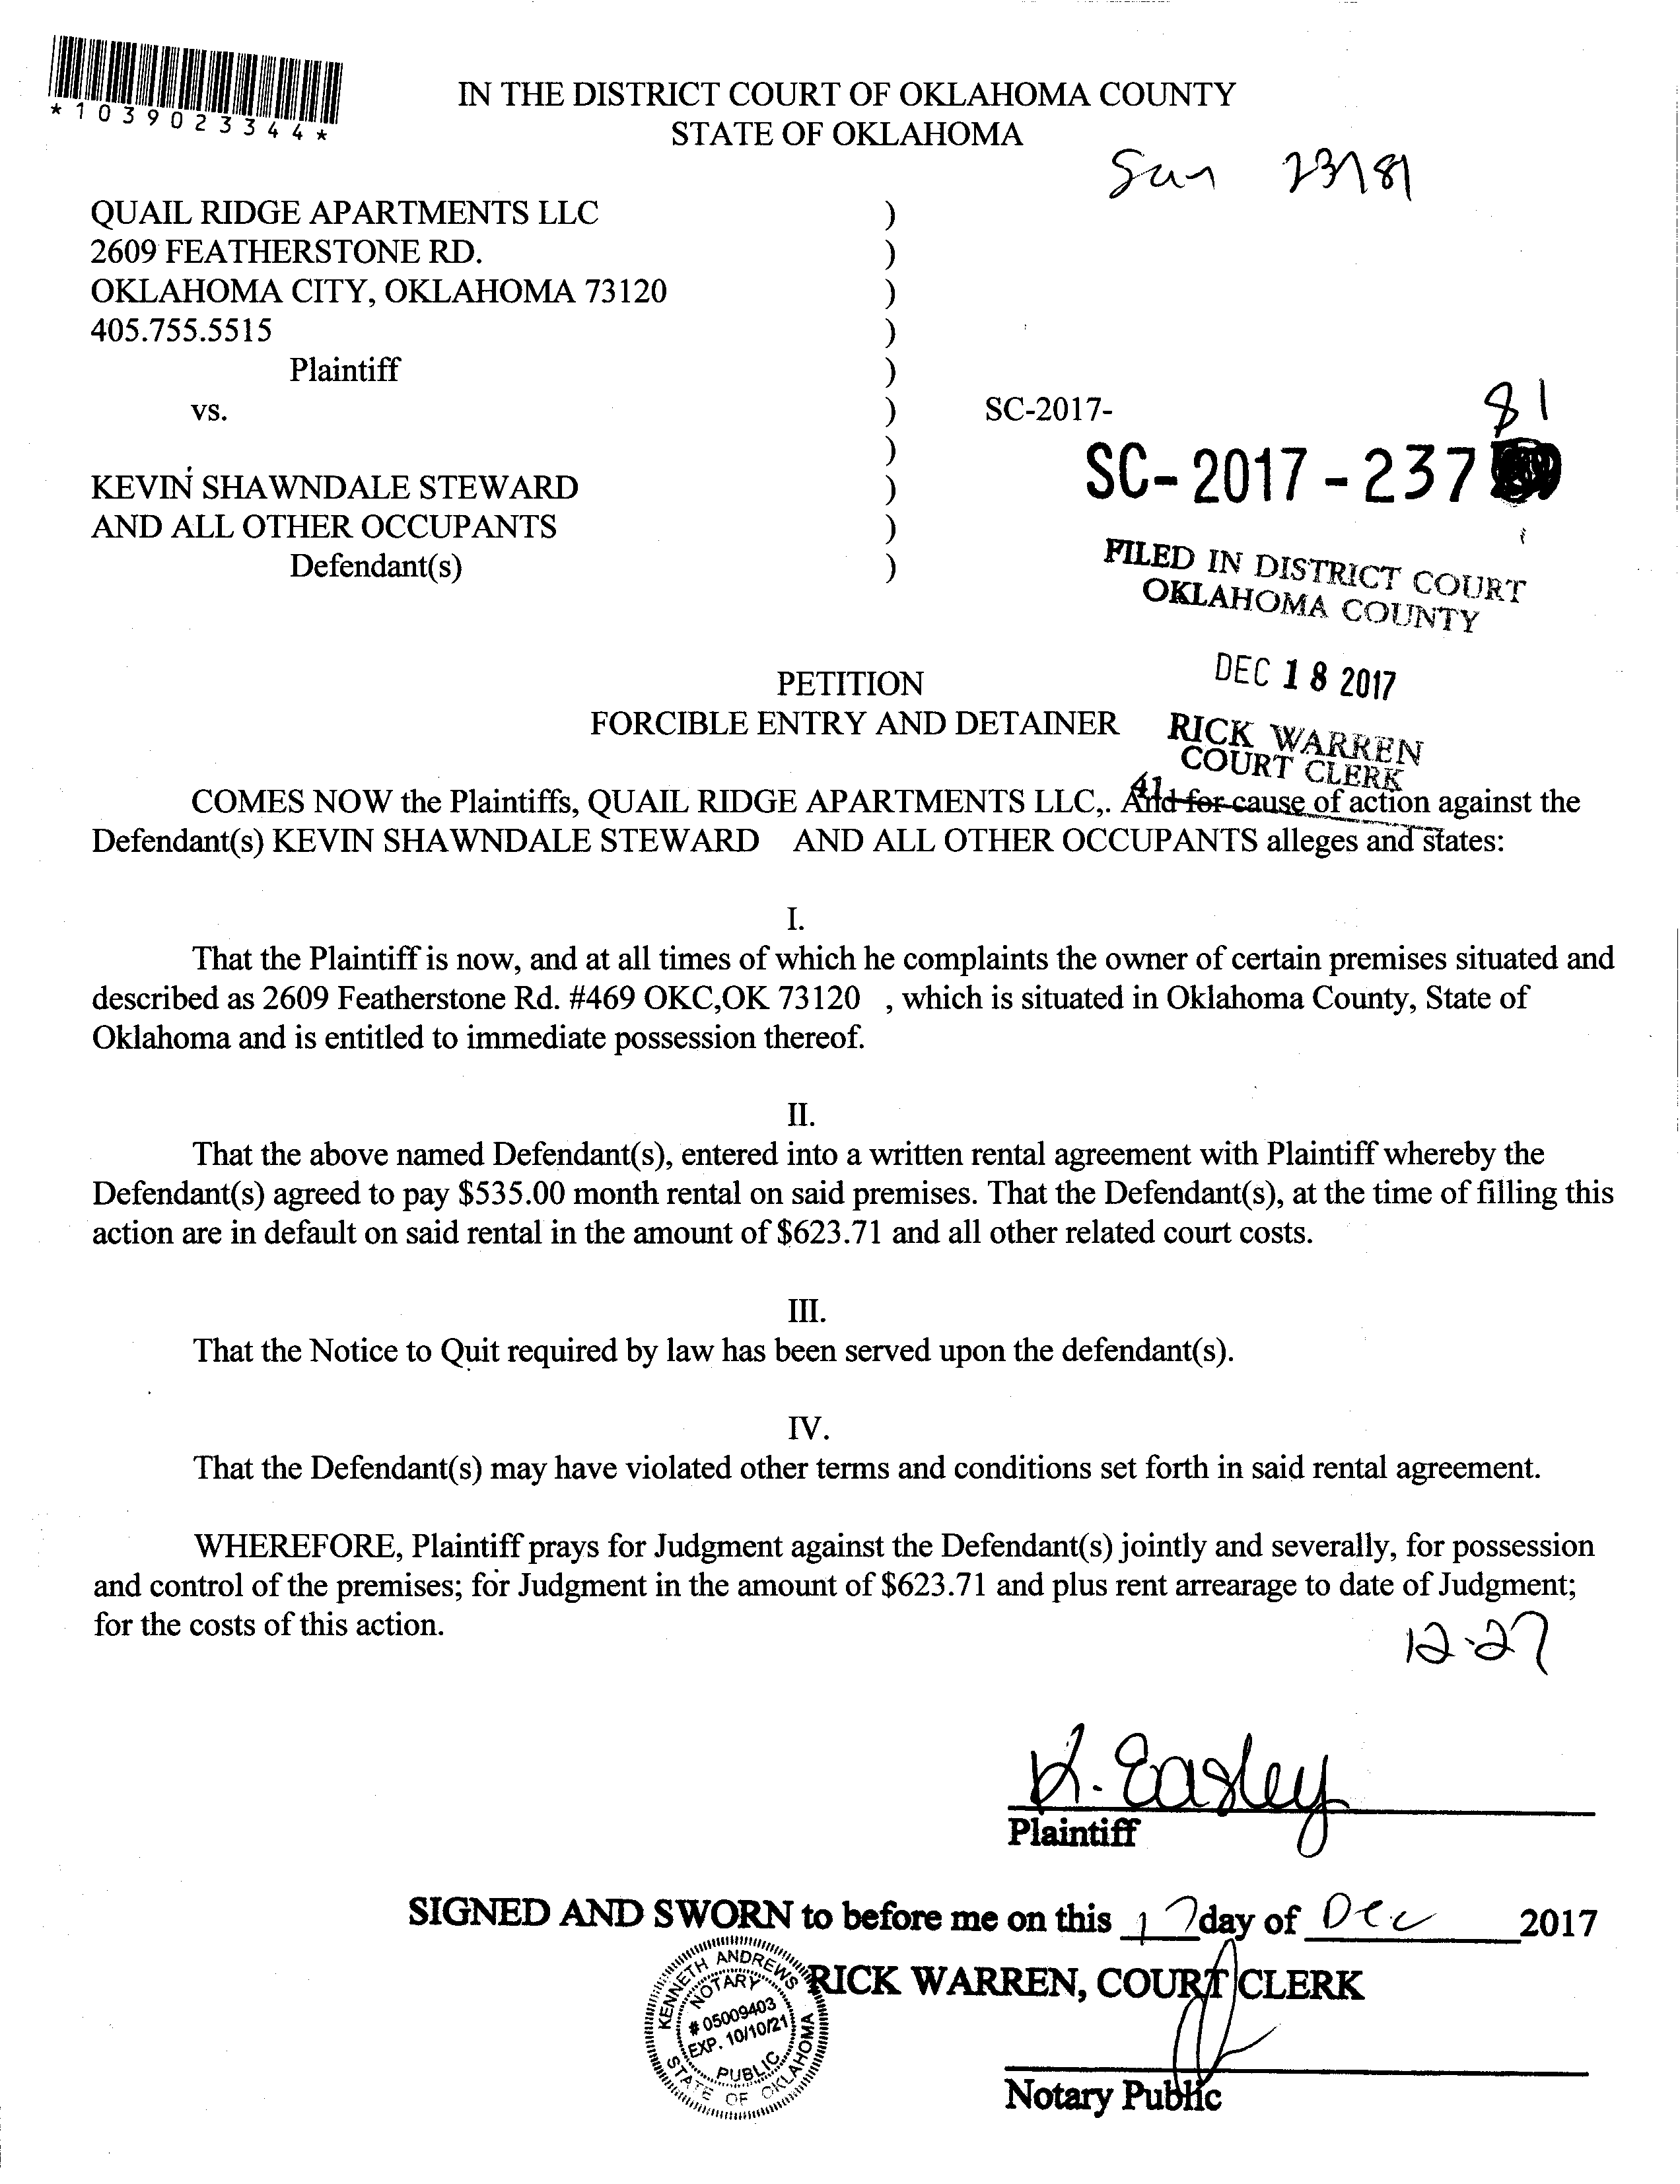 *1039023344*
IN THE DISTRICT COURT OF OKLAHOMA COUNTY
STATE OF OKLAHOMA
QUAIL RIDGE APARTMENTS LLC )
2609 FEATHERSTONE RD. )
OKLAHOMA CITY, OKLAHOMA 73120 )
405.755.5515 )
Plaintiff )
vs. ) SC-2017-
81
)
SC-2017-237
KEVIN SHAWNDALE STEWARD )
AND ALL OTHER OCCUPANTS )
Defendant(s) )
FILED IN DISTRICT COURT
OKLAHOMA COUNTY
DEC 18 2017
RICK WARREN
COURT CLERK
41
PETITION
FORCIBLE ENTRY AND DETAINER
COMES NOW the Plaintiffs, QUAIL RIDGE APARTMENTS LLC,. And for cause of action against the
Defendant(s) KEVIN SHAWNDALE STEWARD AND ALL OTHER OCCUPANTS alleges and states:
I.
That the Plaintiff is now, and at all times of which he complaints the owner of certain premises situated and
described as 2609 Featherstone Rd. #469 OKC,OK 73120 , which is situated in Oklahoma County, State of
Oklahoma and is entitled to immediate possession thereof.
II.
That the above named Defendant(s), entered into a written rental agreement with Plaintiff whereby the
Defendant(s) agreed to pay $535.00 month rental on said premises. That the Defendant(s), at the time of filling this
action are in default on said rental in the amount of $623.71 and all other related court costs.
III.
That the Notice to Quit required by law has been served upon the defendant(s).
IV.
That the Defendant(s) may have violated other terms and conditions set forth in said rental agreement.
WHEREFORE, Plaintiff prays for Judgment against the Defendant(s) jointly and severally, for possession
and control of the premises; for Judgment in the amount of $623.71 and plus rent arrearage to date of Judgment;
for the costs of this action.
12-27
K. Easley
Plaintiff
SIGNED AND SWORN to before me on this 17 day of Dec 2017
RICK WARREN, COURT CLERK
KENNETH ANDREWS
NOTARY
# 05009403
EXP. 10/10/21
PUBLIC
STATE OF OKLAHOMA
Notary Public